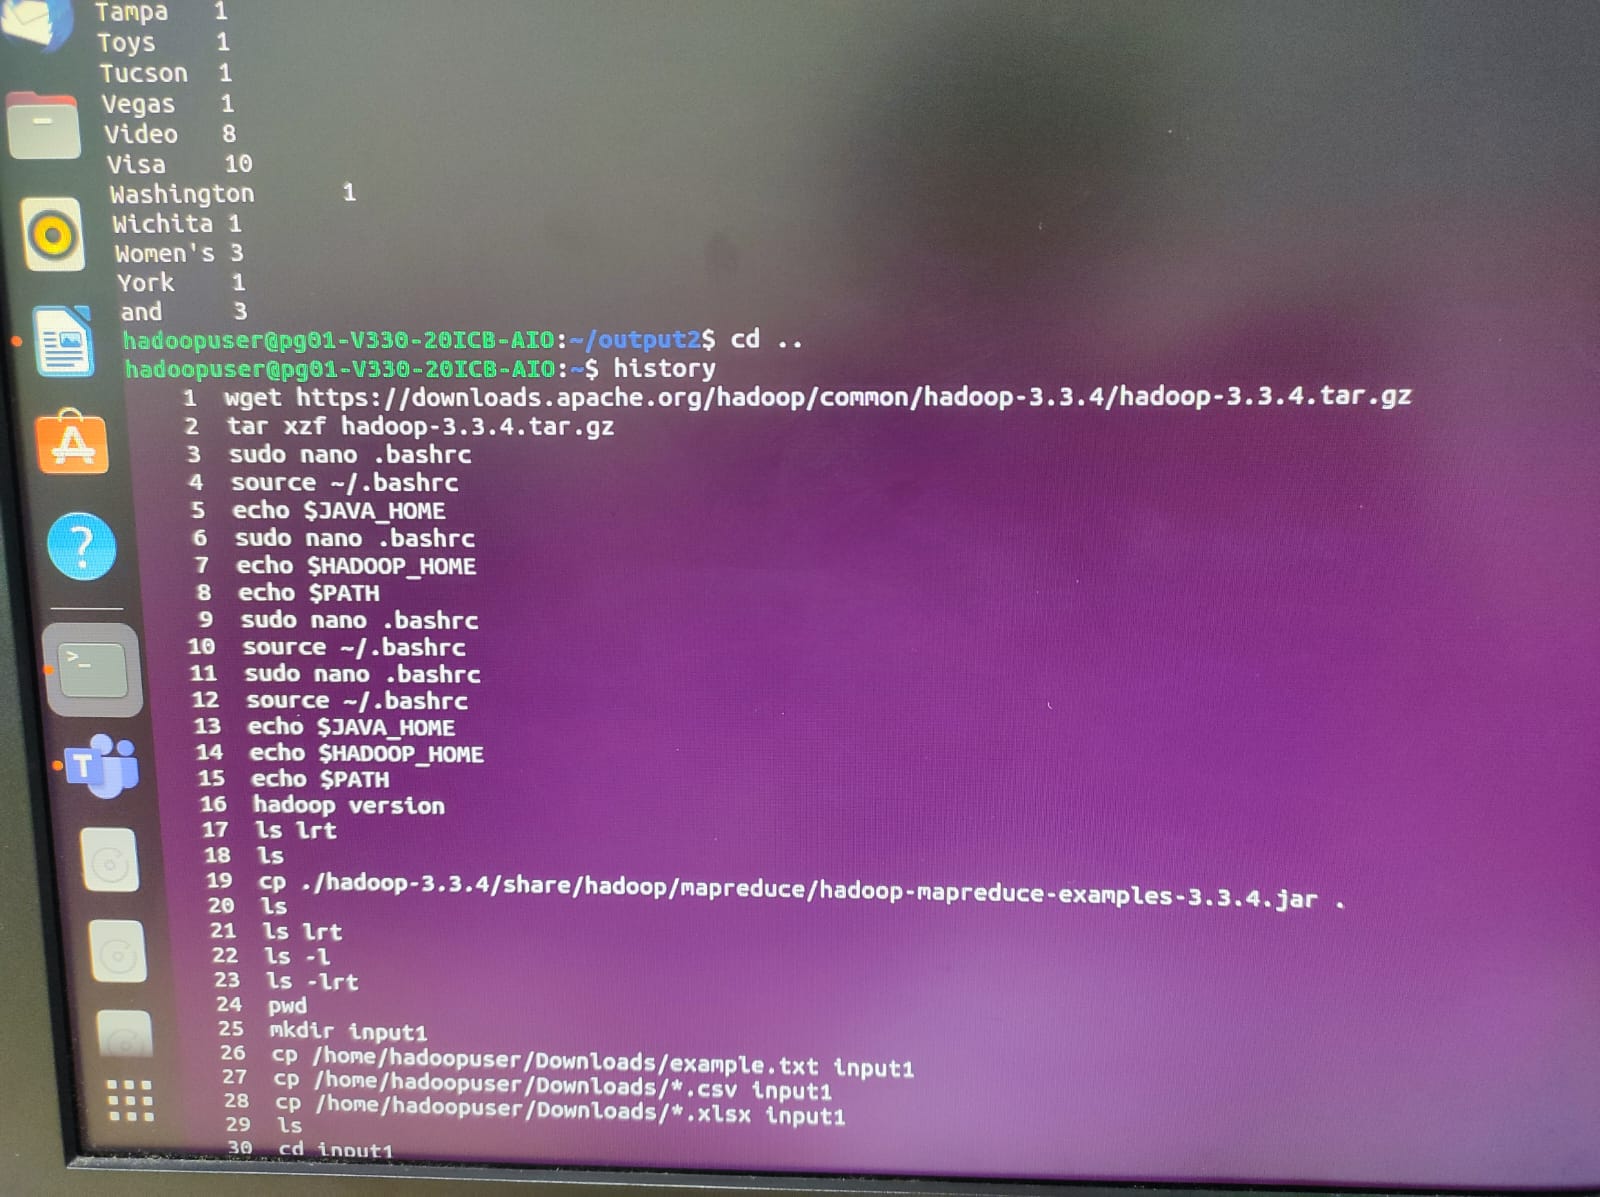 Tampa 1
Toys 1
Tucson 1
Vegas 1
Video 8
Visa 10
Washington 1
Wichita 1
Women's 3
York 1
and 3
hadoopuser@pg01-V330-20ICB-AIO:~/output2$ cd ..
hadoopuser@pg01-V330-20ICB-AIO:~$ history
1 wget https://downloads.apache.org/hadoop/common/hadoop-3.3.4/hadoop-3.3.4.tar.gz
2 tar xzf hadoop-3.3.4.tar.gz
3 sudo nano .bashrc
4 source ~/.bashrc
5 echo $JAVA_HOME
6 sudo nano .bashrc
7 echo $HADOOP_HOME
8 echo $PATH
9 sudo nano .bashrc
10 source ~/.bashrc
11 sudo nano .bashrc
12 source ~/.bashrc
13 echo $JAVA_HOME
14 echo $HADOOP_HOME
15 echo $PATH
16 hadoop version
17 ls lrt
18 ls
19 cp ./hadoop-3.3.4/share/hadoop/mapreduce/hadoop-mapreduce-examples-3.3.4.jar .
20 ls
21 ls lrt
22 ls -l
23 ls -lrt
24 pwd
25 mkdir input1
26 cp /home/hadoopuser/Downloads/example.txt input1
27 cp /home/hadoopuser/Downloads/*.csv input1
28 cp /home/hadoopuser/Downloads/*.xlsx input1
29 ls
30 cd input1